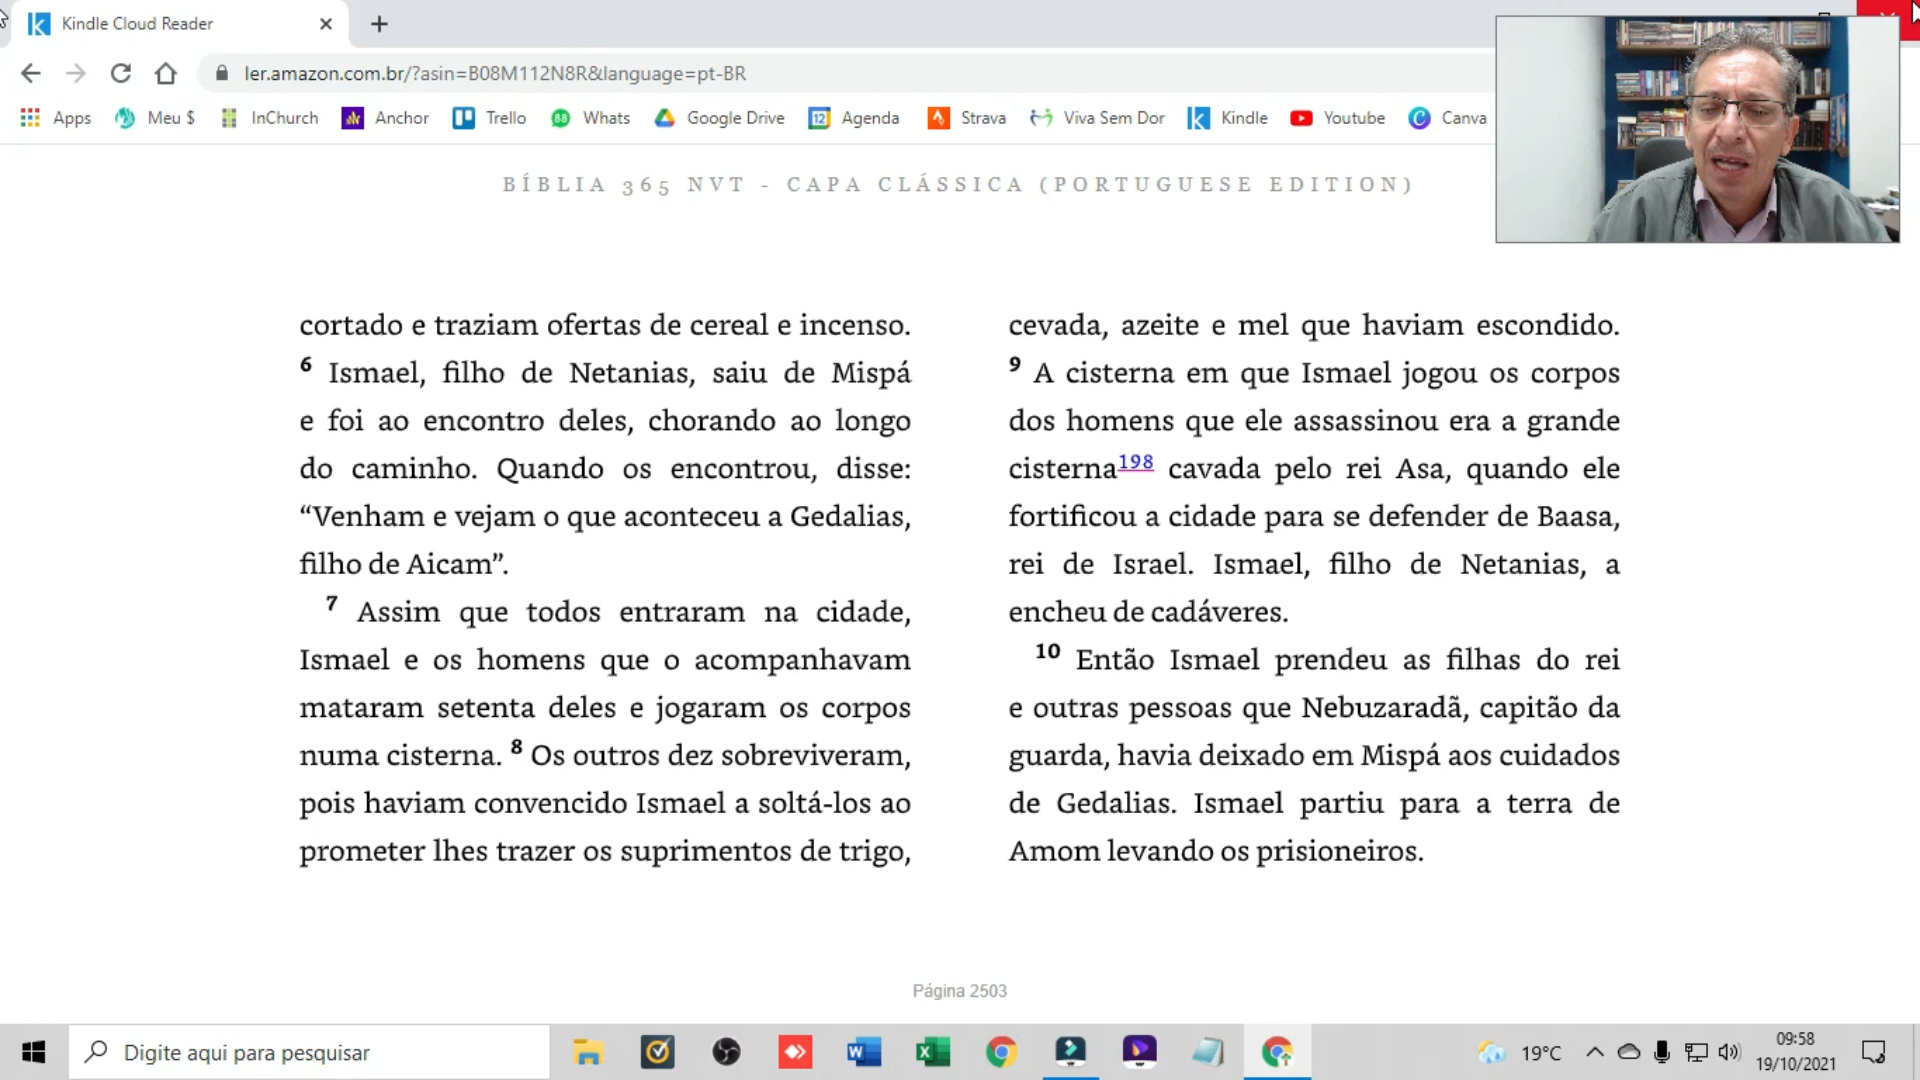 Kindle Cloud Reader
ler.amazon.com.br/?asin=B08M112N8R&language=pt-BR
Apps Meu $ InChurch Anchor Trello Whats Google Drive Agenda Strava Viva Sem Dor Kindle Youtube Canva
BÍBLIA 365 NVT - CAPA CLÁSSICA (PORTUGUESE EDITION)
cortado e traziam ofertas de cereal e incenso.
6 Ismael, filho de Netanias, saiu de Mispá
e foi ao encontro deles, chorando ao longo
do caminho. Quando os encontrou, disse:
“Venham e vejam o que aconteceu a Gedalias,
filho de Aicam”.
7 Assim que todos entraram na cidade,
Ismael e os homens que o acompanhavam
mataram setenta deles e jogaram os corpos
numa cisterna. 8 Os outros dez sobreviveram,
pois haviam convencido Ismael a soltá-los ao
prometer lhes trazer os suprimentos de trigo,
cevada, azeite e mel que haviam escondido.
9 A cisterna em que Ismael jogou os corpos
dos homens que ele assassinou era a grande
cisterna198 cavada pelo rei Asa, quando ele
fortificou a cidade para se defender de Baasa,
rei de Israel. Ismael, filho de Netanias, a
encheu de cadáveres.
10 Então Ismael prendeu as filhas do rei
e outras pessoas que Nebuzaradã, capitão da
guarda, havia deixado em Mispá aos cuidados
de Gedalias. Ismael partiu para a terra de
Amom levando os prisioneiros.
Página 2503
Digite aqui para pesquisar
19°C
09:58
19/10/2021